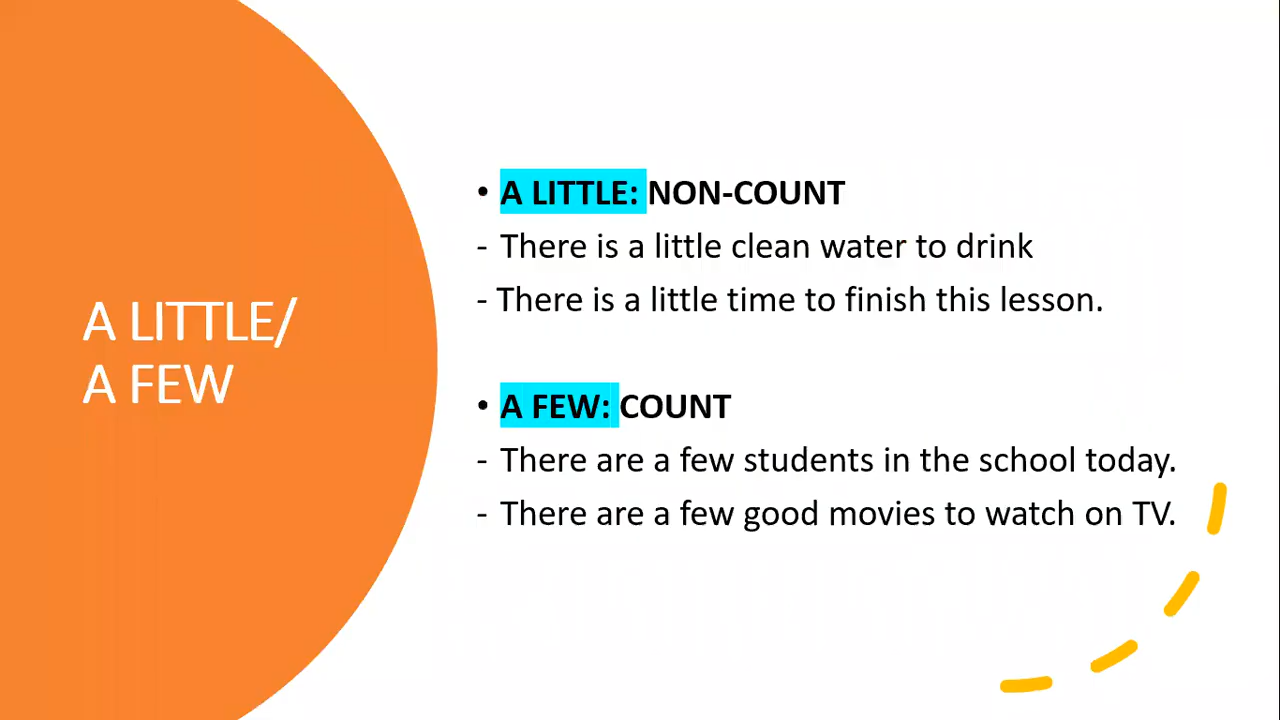 A LITTLE/
A FEW
• A LITTLE: NON-COUNT
- There is a little clean water to drink
- There is a little time to finish this lesson.
• A FEW: COUNT
- There are a few students in the school today.
- There are a few good movies to watch on TV.